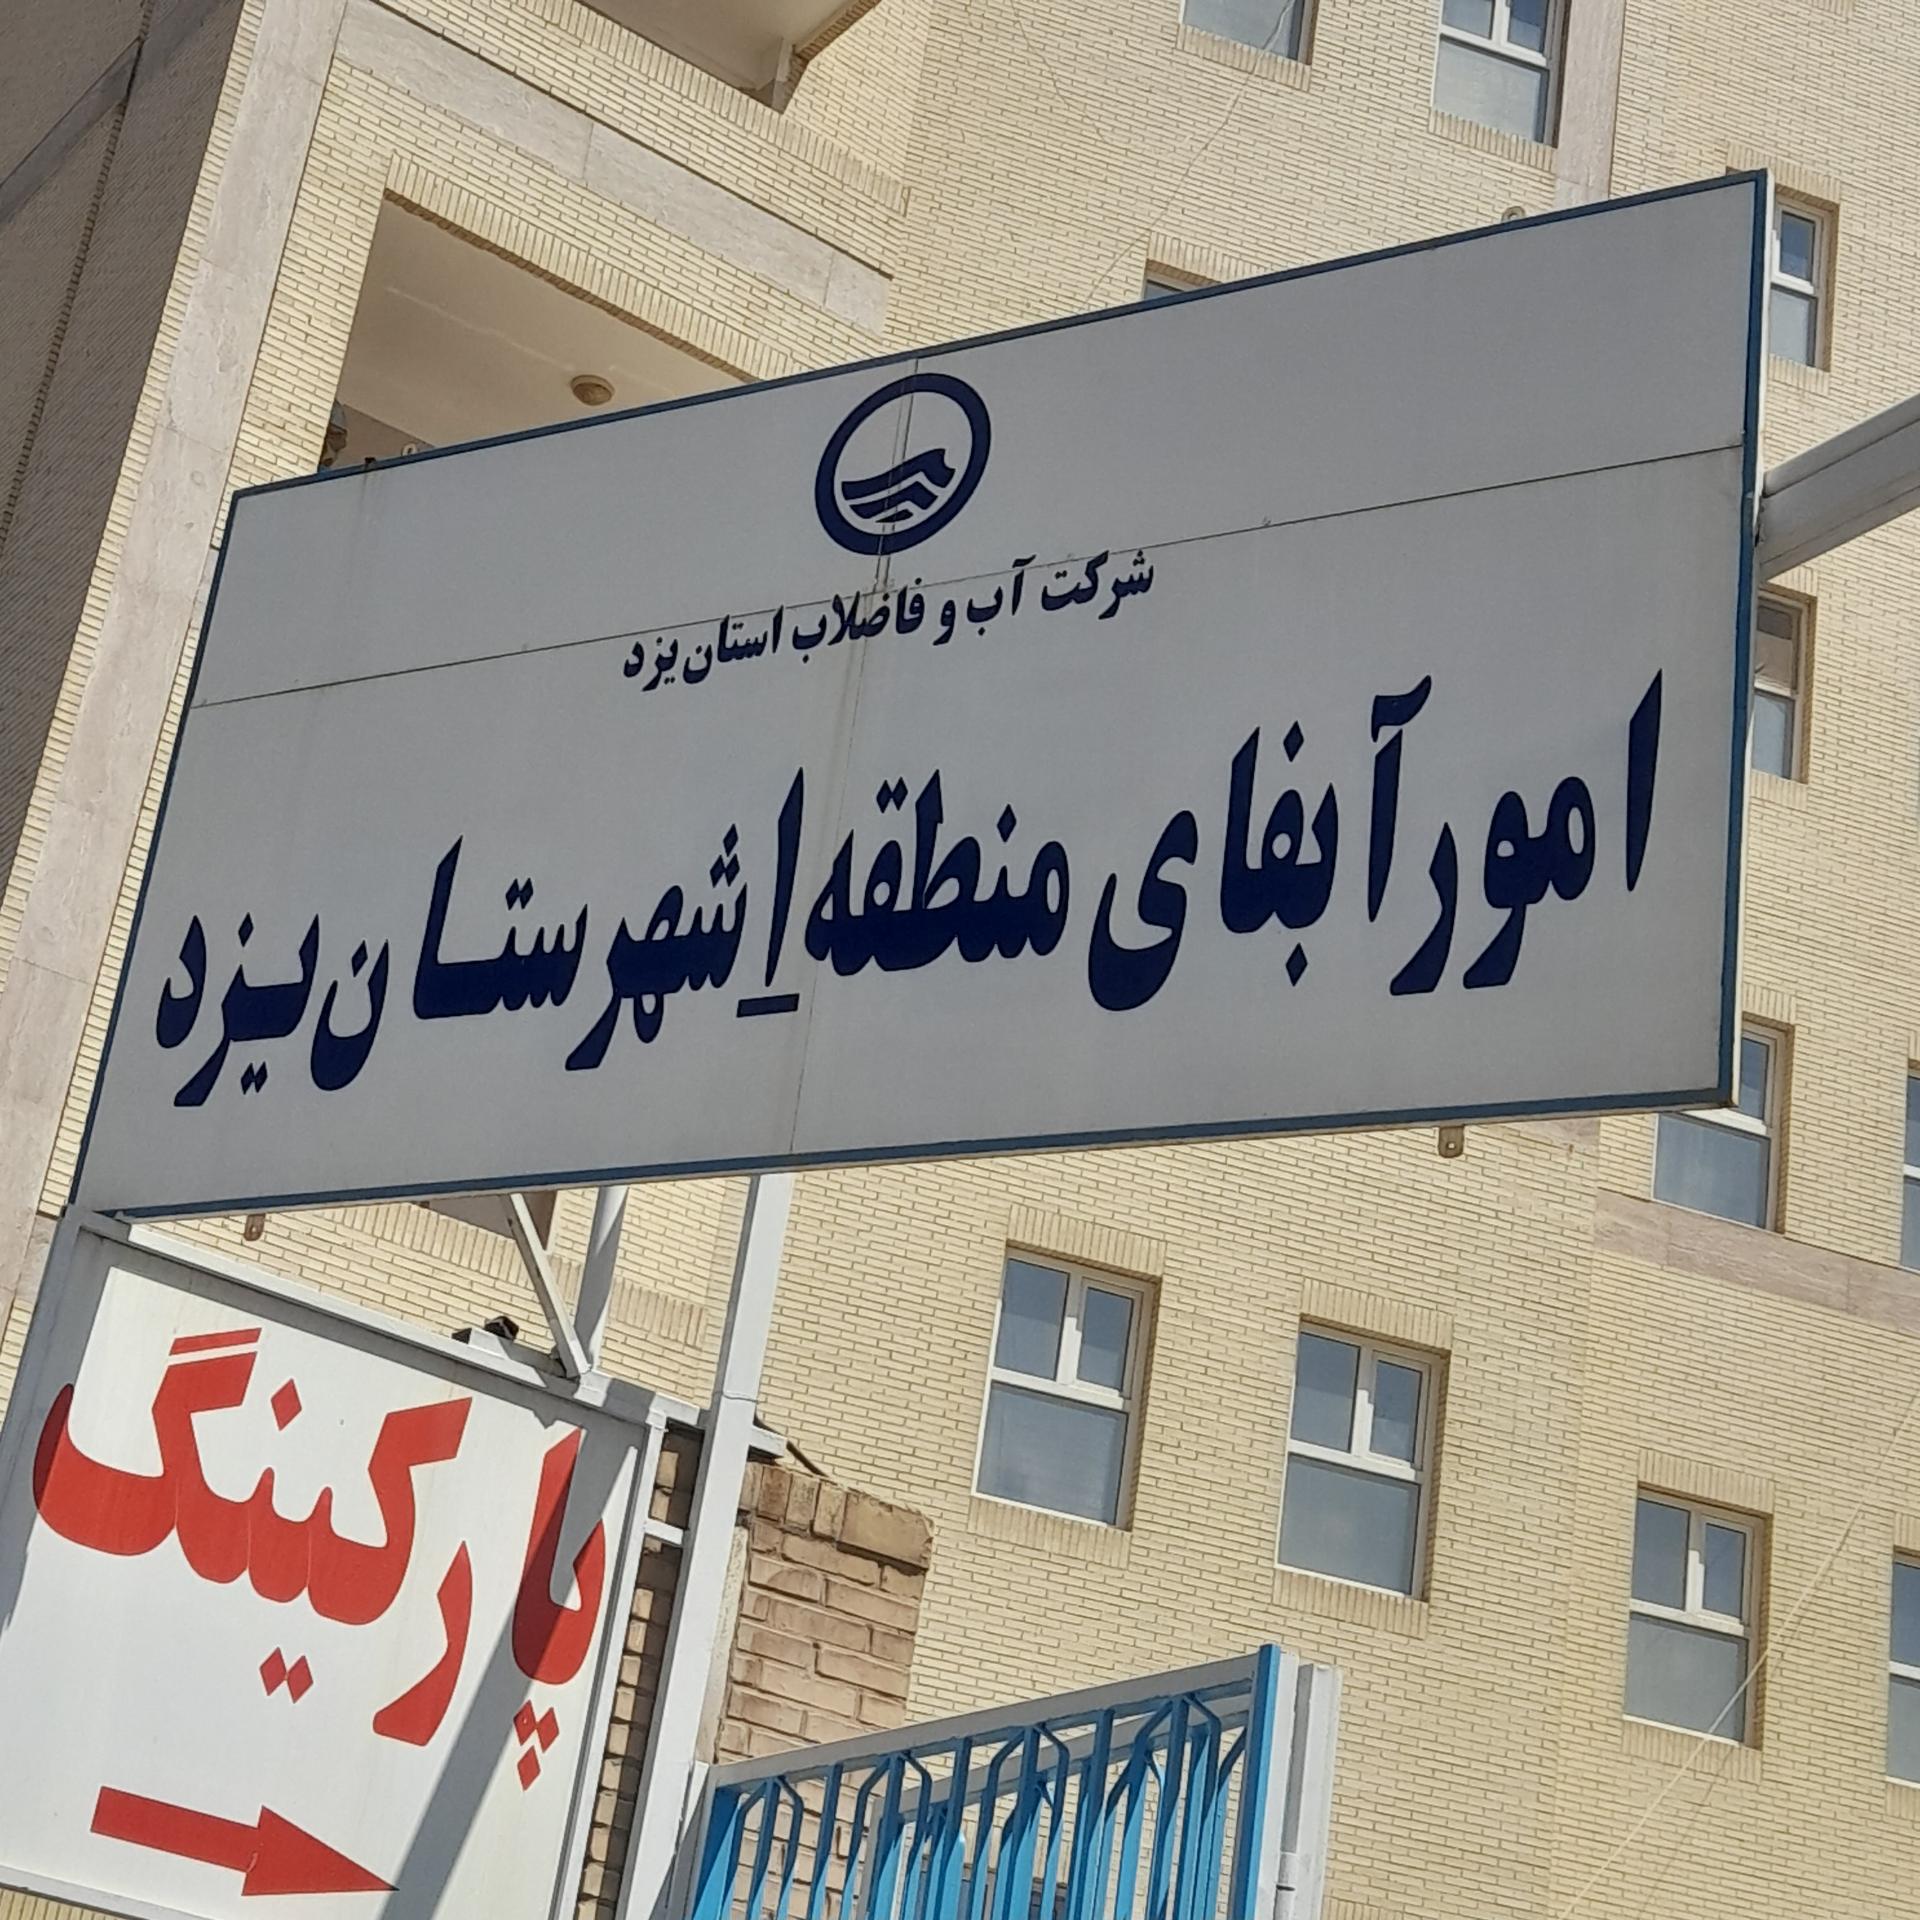 شرکت آب و فاضلاب استان یزد
امور آبفای منطقه ۱ شهرستان یزد
پارکینگ